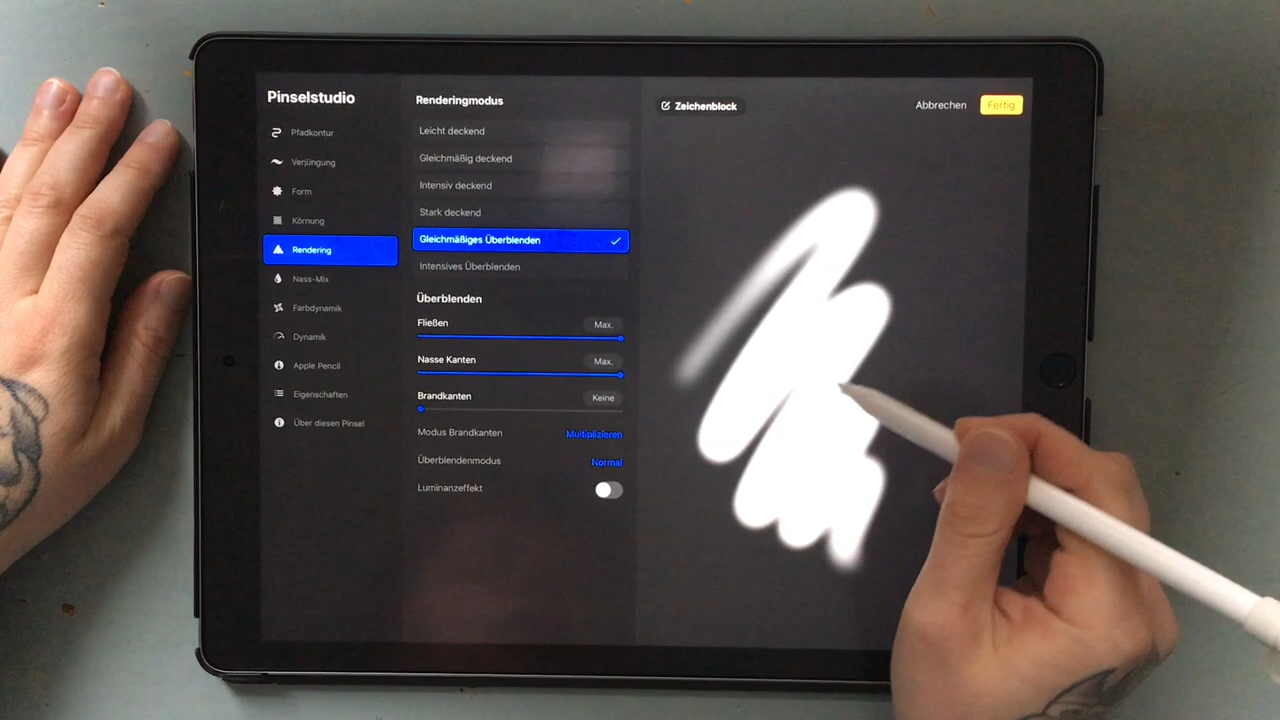 Pinselstudio
Pfadkontur
Verjüngung
Form
Körnung
Rendering
Nass-Mix
Farbdynamik
Dynamik
Apple Pencil
Eigenschaften
Über diesen Pinsel
Renderingmodus
Leicht deckend
Gleichmäßig deckend
Intensiv deckend
Stark deckend
Gleichmäßiges Überblenden
Intensives Überblenden
Überblenden
Fließen Max.
Nasse Kanten Max.
Brandkanten Keine
Modus Brandkanten Multiplizieren
Überblendenmodus Normal
Luminanzeffekt
Zeichenblock
Abbrechen Fertig